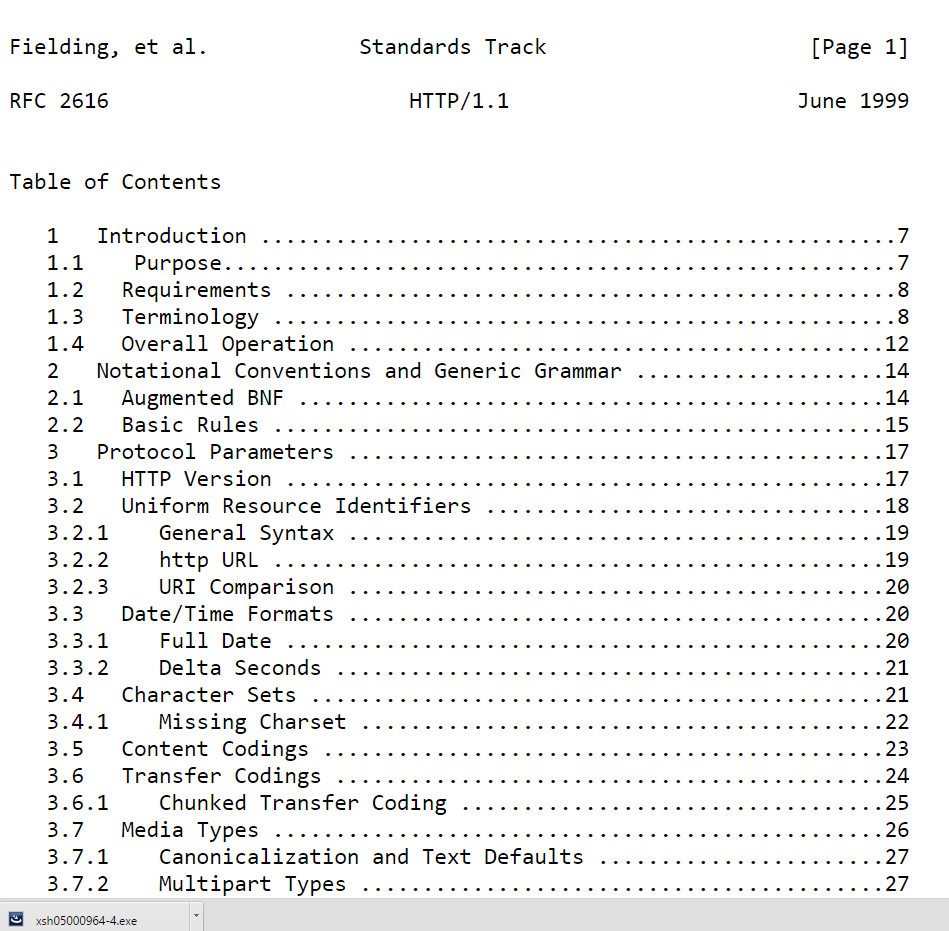 Fielding, et al.            Standards Track                     [Page 1]
RFC 2616                        HTTP/1.1                       June 1999
Table of Contents
1   Introduction ...................................................7
1.1    Purpose......................................................7
1.2   Requirements .................................................8
1.3   Terminology ..................................................8
1.4   Overall Operation ...........................................12
2   Notational Conventions and Generic Grammar ....................14
2.1   Augmented BNF ...............................................14
2.2   Basic Rules .................................................15
3   Protocol Parameters ...........................................17
3.1   HTTP Version ................................................17
3.2   Uniform Resource Identifiers ................................18
3.2.1    General Syntax ...........................................19
3.2.2    http URL .................................................19
3.2.3    URI Comparison ...........................................20
3.3   Date/Time Formats ...........................................20
3.3.1    Full Date ................................................20
3.3.2    Delta Seconds ............................................21
3.4   Character Sets ..............................................21
3.4.1    Missing Charset ..........................................22
3.5   Content Codings .............................................23
3.6   Transfer Codings ............................................24
3.6.1    Chunked Transfer Coding ..................................25
3.7   Media Types .................................................26
3.7.1    Canonicalization and Text Defaults .......................27
3.7.2    Multipart Types ..........................................27
xsh05000964-4.exe